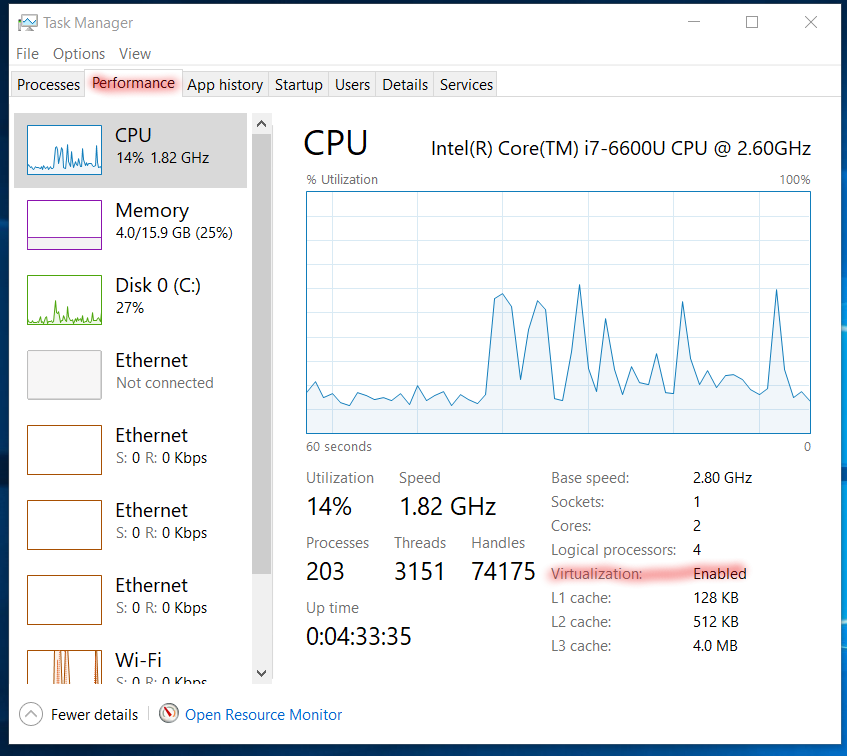 Task Manager
File Options View
Processes Performance App history Startup Users Details Services
CPU
14% 1.82 GHz
Memory
4.0/15.9 GB (25%)
Disk 0 (C:)
27%
Ethernet
Not connected
Ethernet
S: 0 R: 0 Kbps
Ethernet
S: 0 R: 0 Kbps
Ethernet
S: 0 R: 0 Kbps
Wi-Fi
S: 0 R: 0 Kbps
CPU Intel(R) Core(TM) i7-6600U CPU @ 2.60GHz
% Utilization 100%
60 seconds 0
Utilization Speed
14% 1.82 GHz
Processes Threads Handles
203 3151 74175
Up time
0:04:33:35
Base speed: 2.80 GHz
Sockets: 1
Cores: 2
Logical processors: 4
Virtualization: Enabled
L1 cache: 128 KB
L2 cache: 512 KB
L3 cache: 4.0 MB
Fewer details Open Resource Monitor